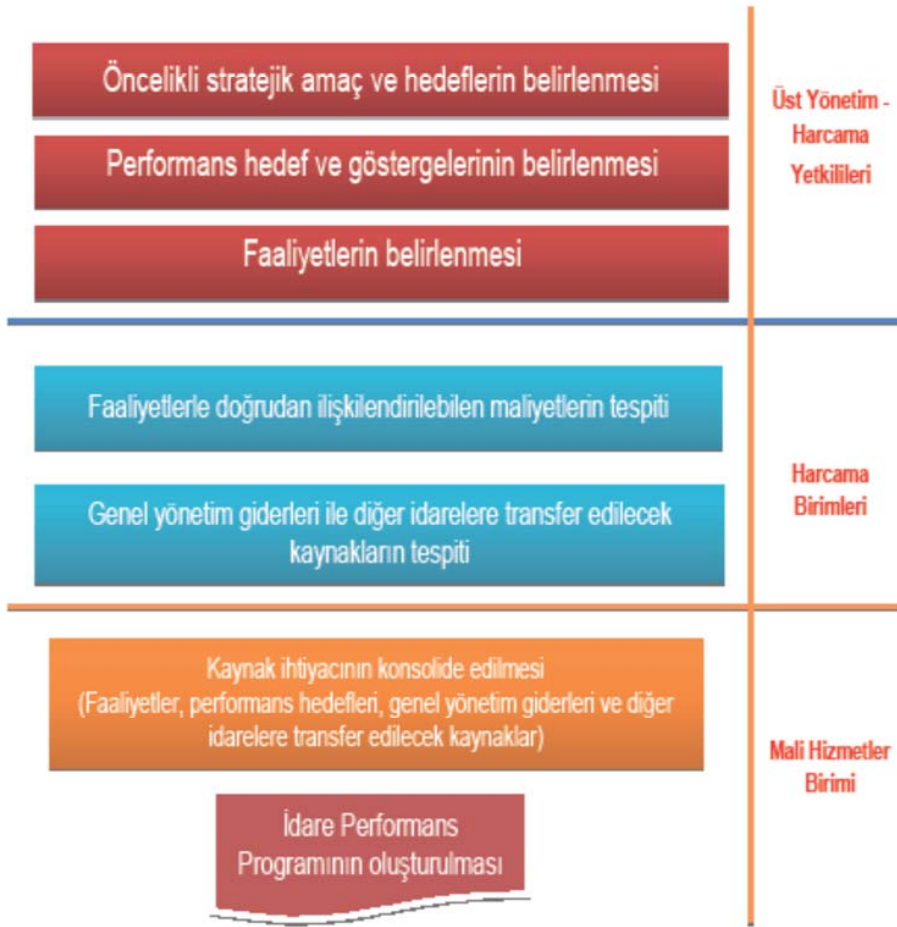 Öncelikli stratejik amaç ve hedeflerin belirlenmesi
Performans hedef ve göstergelerinin belirlenmesi
Faaliyetlerin belirlenmesi
Üst Yönetim -
Harcama
Yetkilileri
Faaliyetlerle doğrudan ilişkilendirilebilen maliyetlerin tespiti
Genel yönetim giderleri ile diğer idarelere transfer edilecek
kaynakların tespiti
Harcama
Birimleri
Kaynak ihtiyacının konsolide edilmesi
(Faaliyetler, performans hedefleri, genel yönetim giderleri ve diğer
idarelere transfer edilecek kaynaklar)
İdare Performans
Programının oluşturulması
Mali Hizmetler
Birimi